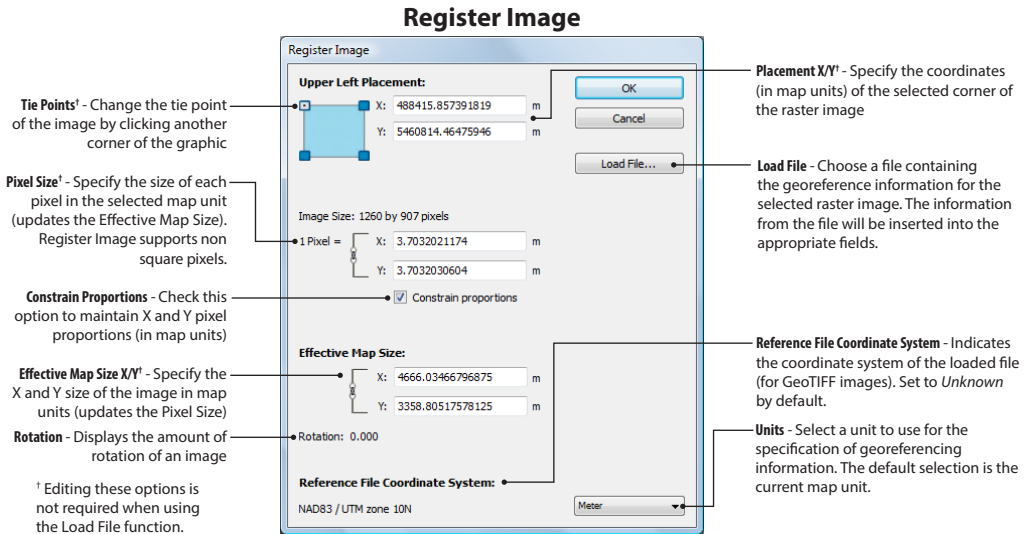 Register Image
Register Image
Upper Left Placement:
X: 488415.857391819 m
Y: 5460814.46475946 m
OK
Cancel
Load File...
Image Size: 1260 by 907 pixels
1 Pixel =
X: 3.7032021174 m
Y: 3.7032030604 m
Constrain proportions
Effective Map Size:
X: 4666.03466796875 m
Y: 3358.80517578125 m
Rotation: 0.000
Reference File Coordinate System:
NAD83 / UTM zone 10N
Meter
Tie Points† - Change the tie point
of the image by clicking another
corner of the graphic
Pixel Size† - Specify the size of each
pixel in the selected map unit
(updates the Effective Map Size).
Register Image supports non
square pixels.
Constrain Proportions - Check this
option to maintain X and Y pixel
proportions (in map units)
Effective Map Size X/Y† - Specify the
X and Y size of the image in map
units (updates the Pixel Size)
Rotation - Displays the amount of
rotation of an image
† Editing these options is
not required when using
the Load File function.
Placement X/Y† - Specify the coordinates
(in map units) of the selected corner of
the raster image
Load File - Choose a file containing
the georeference information for the
selected raster image. The information
from the file will be inserted into the
appropriate fields.
Reference File Coordinate System - Indicates
the coordinate system of the loaded file
(for GeoTIFF images). Set to Unknown
by default.
Units - Select a unit to use for the
specification of georeferencing
information. The default selection is the
current map unit.